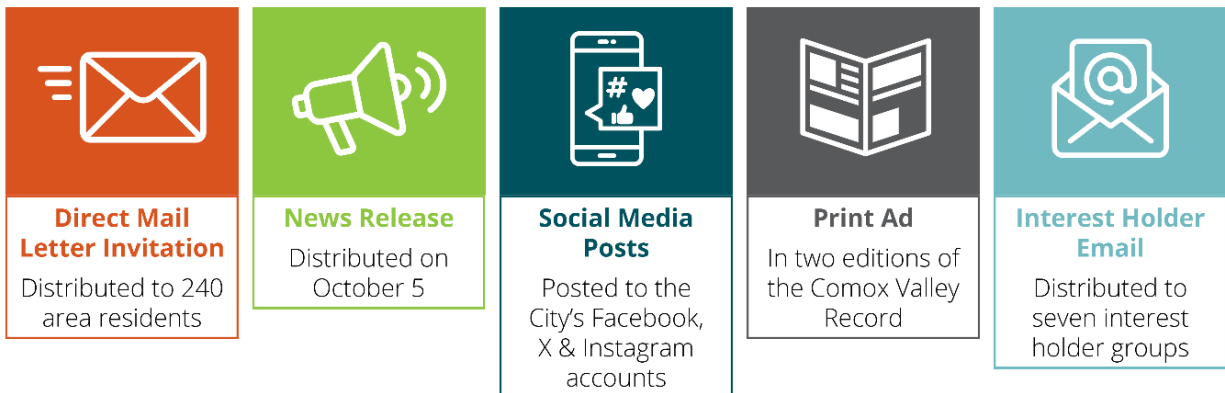 Direct Mail
Letter Invitation
Distributed to 240
area residents
News Release
Distributed on
October 5
#
Social Media
Posts
Posted to the
City’s Facebook,
X & Instagram
accounts
Print Ad
In two editions of
the Comox Valley
Record
@
Interest Holder
Email
Distributed to
seven interest
holder groups